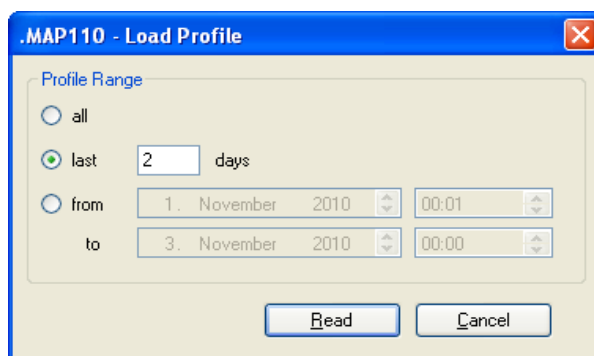 .MAP110 - Load Profile
Profile Range
all
last 2 days
from 1. November 2010 00:01
to 3. November 2010 00:00
Read Cancel